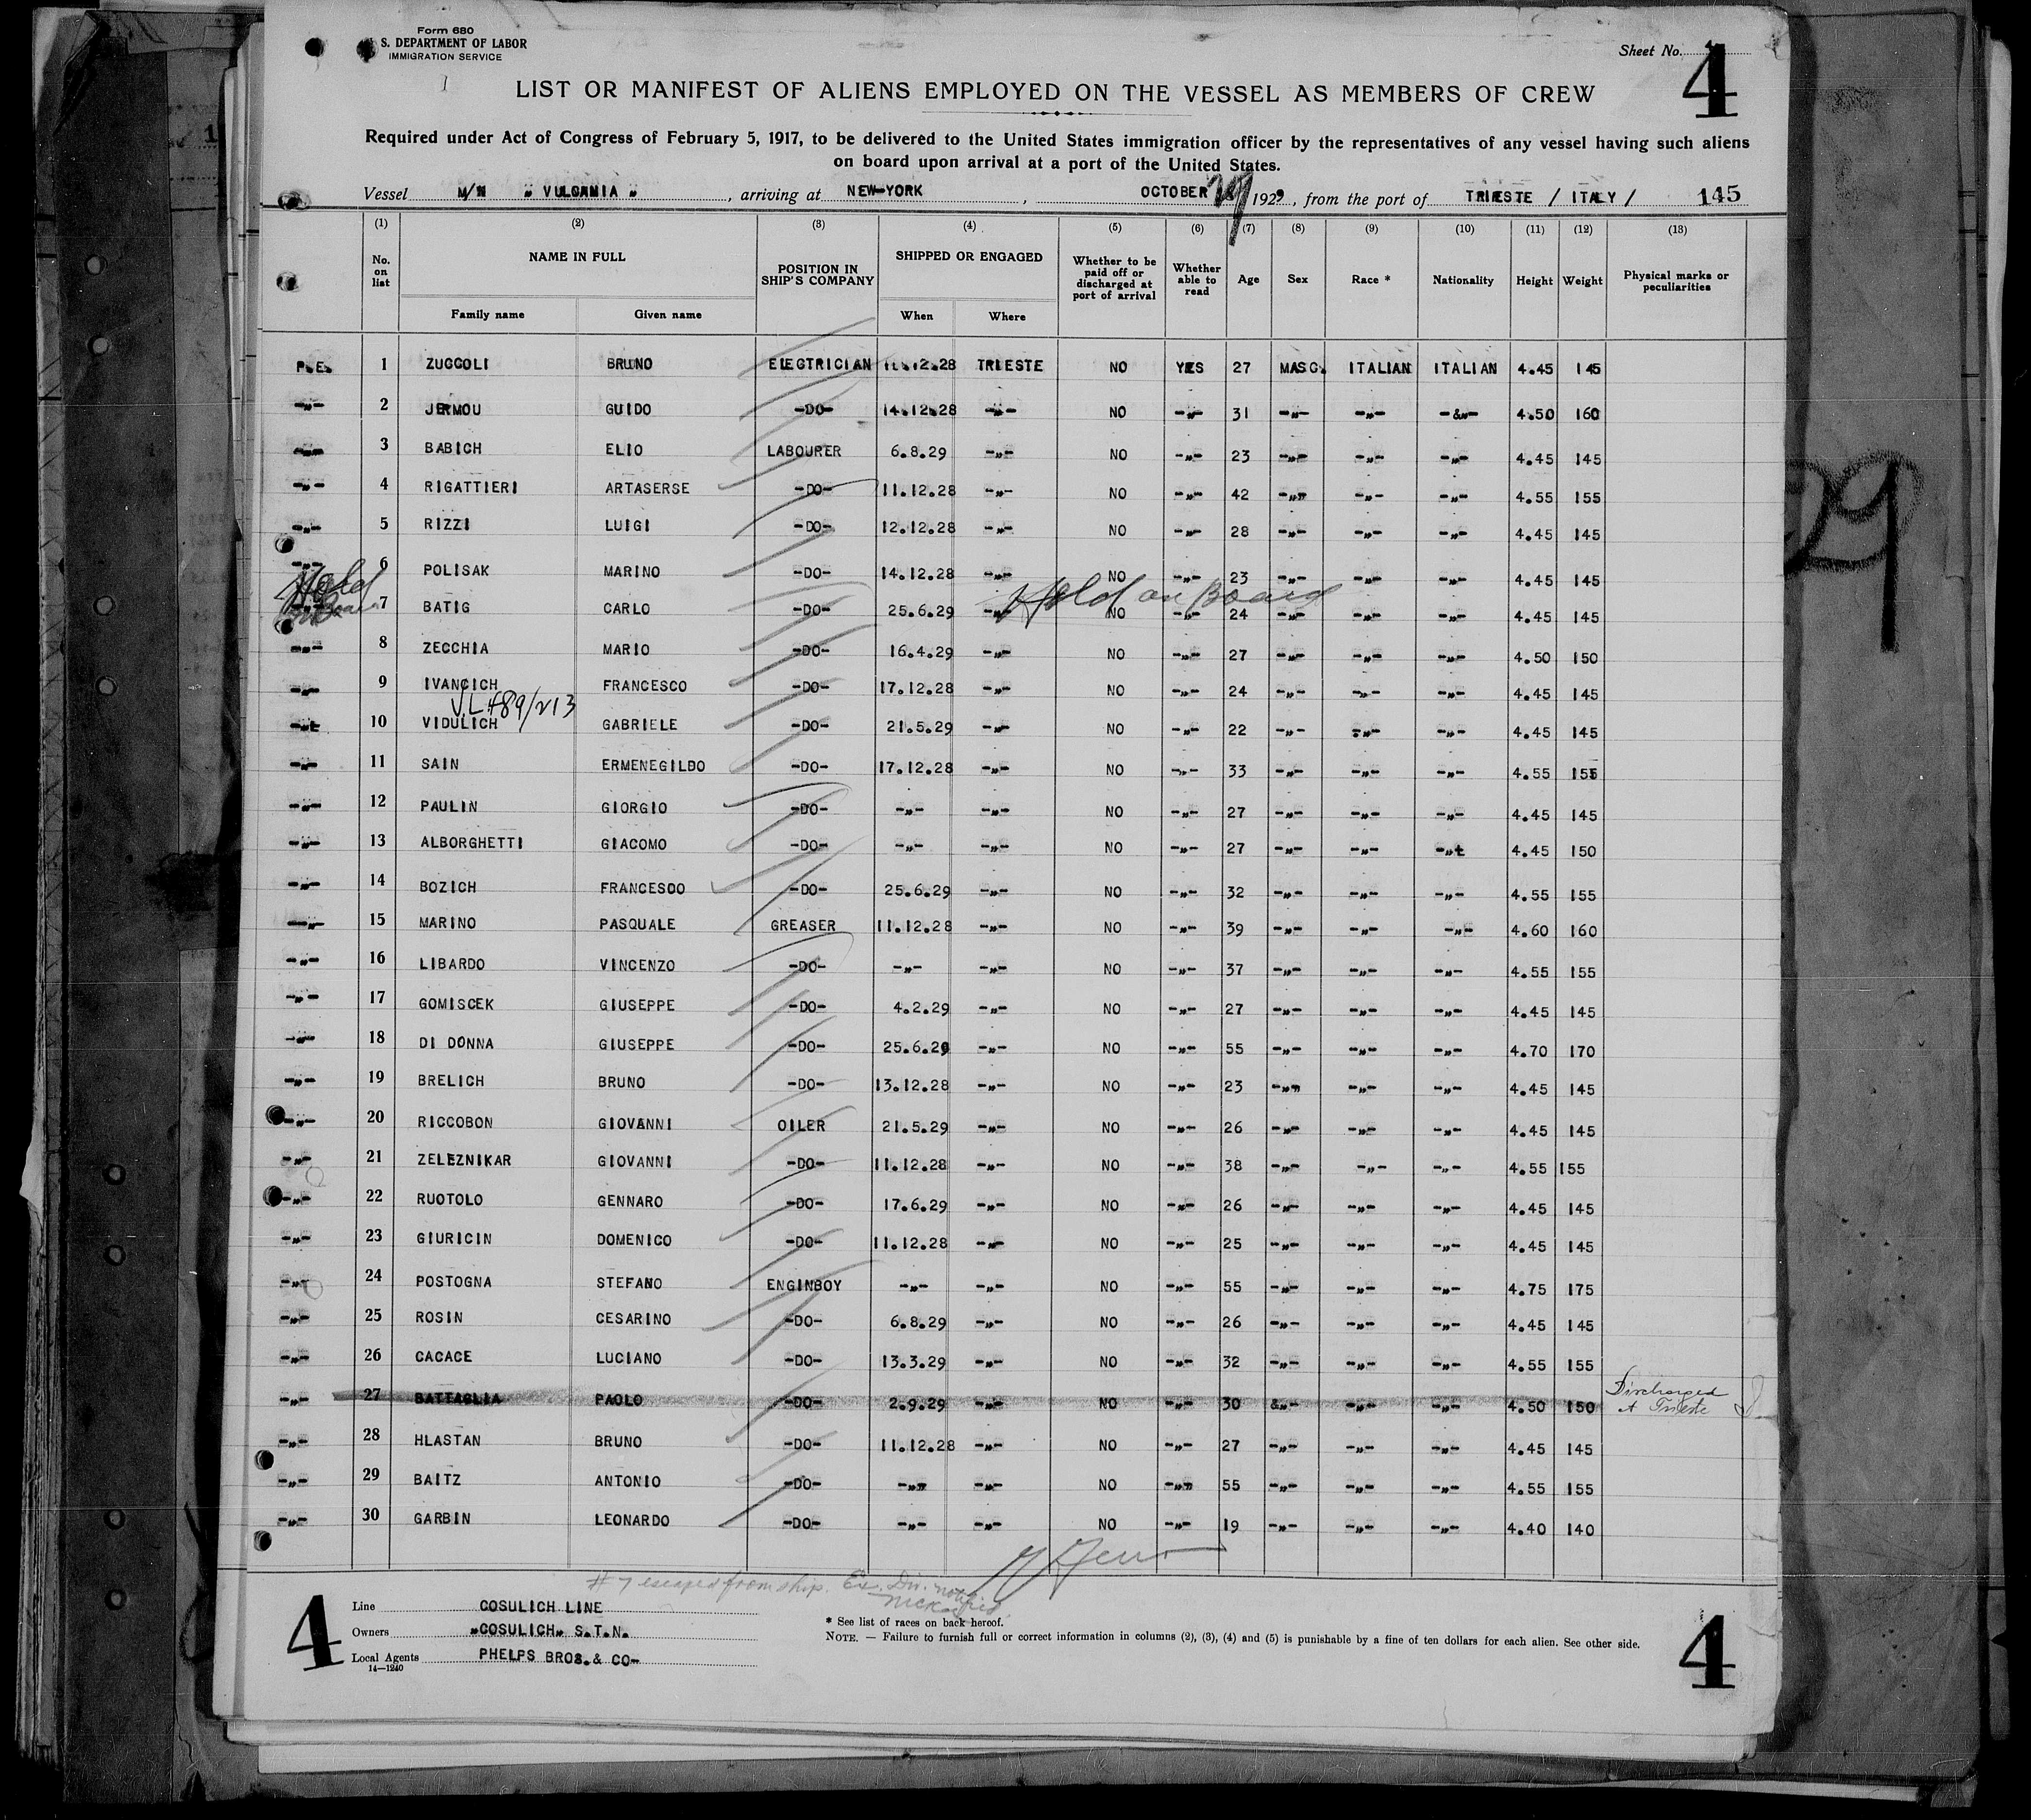 Form 680
S. DEPARTMENT OF LABOR
IMMIGRATION SERVICE
Sheet No. 4
LIST OR MANIFEST OF ALIENS EMPLOYED ON THE VESSEL AS MEMBERS OF CREW
Required under Act of Congress of February 5, 1917, to be delivered to the United States immigration officer by the representatives of any vessel having such aliens
on board upon arrival at a port of the United States.
Vessel M/N " VULCANIA " , arriving at NEW-YORK , OCTOBER 1929 , from the port of TRIESTE / ITALY / 145
(1) (2) (3) (4) (5) (6) (7) (8) (9) (10) (11) (12) (13)
No. on list NAME IN FULL Family name Given name POSITION IN SHIP'S COMPANY SHIPPED OR ENGAGED When Where Whether to be paid off or discharged at port of arrival Whether able to read Age Sex Race * Nationality Height Weight Physical marks or peculiarities
P.E. 1 ZUCCOLI BRUNO ELECTRICIAN 11.12.28 TRIESTE NO YES 27 MASC. ITALIAN ITALIAN 4.45 145
-"- 2 JERMOU GUIDO -DO- 14.12.28 -"- NO -"- 31 -"- -"- -&"- 4.50 160
-"- 3 BABICH ELIO LABOURER 6.8.29 -"- NO -"- 23 -"- -"- -"- 4.45 145
-"- 4 RIGATTIERI ARTASERSE -DO- 11.12.28 -"- NO -"- 42 -"- -"- -"- 4.55 155
-"- 5 RIZZI LUIGI -DO- 12.12.28 -"- NO -"- 28 -"- -"- -"- 4.45 145
-"- 6 POLISAK MARINO -DO- 14.12.28 -"- NO -"- 23 -"- -"- -"- 4.45 145
Hold on Board Hold on Board
-"- 7 BATIG CARLO -DO- 25.6.29 -"- NO -"- 24 -"- -"- -"- 4.45 145
-"- 8 ZECCHIA MARIO -DO- 16.4.29 -"- NO -"- 27 -"- -"- -"- 4.50 150
-"- 9 IVANCICH FRANCESCO -DO- 17.12.28 -"- NO -"- 24 -"- -"- -"- 4.45 145
VL489/213
-"- 10 VIDULICH GABRIELE -DO- 21.5.29 -"- NO -"- 22 -"- -"- -"- 4.45 145
-"- 11 SAIN ERMENEGILDO -DO- 17.12.28 -"- NO -"- 33 -"- -"- -"- 4.55 155
-"- 12 PAULIN GIORGIO -DO- -"- -"- NO -"- 27 -"- -"- -"- 4.45 145
-"- 13 ALBORGHETTI GIACOMO -DO- -"- -"- NO -"- 27 -"- -"- -"- 4.45 150
-"- 14 BOZICH FRANCESCO -DO- 25.6.29 -"- NO -"- 32 -"- -"- -"- 4.55 155
-"- 15 MARINO PASQUALE GREASER 11.12.28 -"- NO -"- 39 -"- -"- -"- 4.60 160
-"- 16 LIBARDO VINCENZO -DO- -"- -"- NO -"- 37 -"- -"- -"- 4.55 155
-"- 17 GOMISCEK GIUSEPPE -DO- 4.2.29 -"- NO -"- 27 -"- -"- -"- 4.45 145
-"- 18 DI DONNA GIUSEPPE -DO- 25.6.29 -"- NO -"- 55 -"- -"- -"- 4.70 170
-"- 19 BRELICH BRUNO -DO- 13.12.28 -"- NO -"- 23 -"- -"- -"- 4.45 145
-"- 20 RICCOBON GIOVANNI OILER 21.5.29 -"- NO -"- 26 -"- -"- -"- 4.45 145
-"- 21 ZELEZNIKAR GIOVANNI -DO- 11.12.28 -"- NO -"- 38 -"- -"- -"- 4.55 155
-"- 22 RUOTOLO GENNARO -DO- 17.6.29 -"- NO -"- 26 -"- -"- -"- 4.45 145
-"- 23 GIURICIN DOMENICO -DO- 11.12.28 -"- NO -"- 25 -"- -"- -"- 4.45 145
-"- 24 POSTOGNA STEFANO ENGINBOY -"- -"- NO -"- 55 -"- -"- -"- 4.75 175
-"- 25 ROSIN CESARINO -DO- 6.8.29 -"- NO -"- 26 -"- -"- -"- 4.45 145
-"- 26 CACACE LUCIANO -DO- 13.3.29 -"- NO -"- 32 -"- -"- -"- 4.55 155
-"- 27 BATTAGLIA PAOLO -DO- 2.9.29 -"- NO -"- 30 &"- -"- -"- 4.50 150 Discharged at Trieste
-"- 28 HLASTAN BRUNO -DO- 11.12.28 -"- NO -"- 27 -"- -"- -"- 4.45 145
-"- 29 BAITZ ANTONIO -DO- -"- -"- NO -"- 55 -"- -"- -"- 4.55 155
-"- 30 GARBIN LEONARDO -DO- -"- -"- NO -"- 19 -"- -"- -"- 4.40 140
# 7 escaped from ship. Ex. Div. notified
4
Line COSULICH LINE
Owners "COSULICH" S.T.N.
Local Agents PHELPS BROS. & CO-
14—1240
* See list of races on back hereof.
NOTE. — Failure to furnish full or correct information in columns (2), (3), (4) and (5) is punishable by a fine of ten dollars for each alien. See other side.
4
29